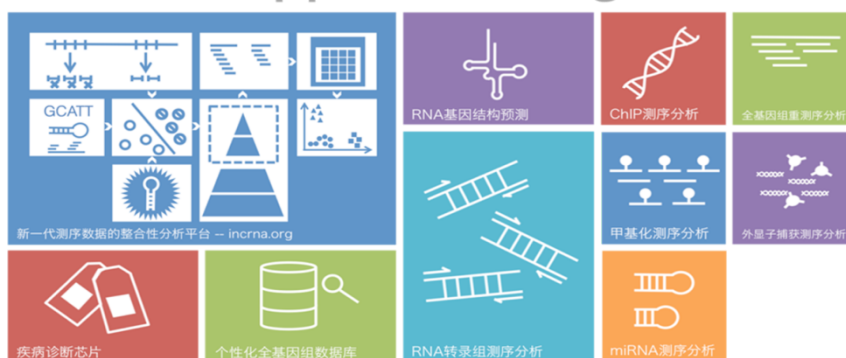 GCATT
新一代测序数据的整合性分析平台 – incrna.org
RNA基因结构预测
ChIP测序分析
全基因组重测序分析
甲基化测序分析
外显子捕获测序分析
疾病诊断芯片
个性化全基因组数据库
RNA转录组测序分析
miRNA测序分析